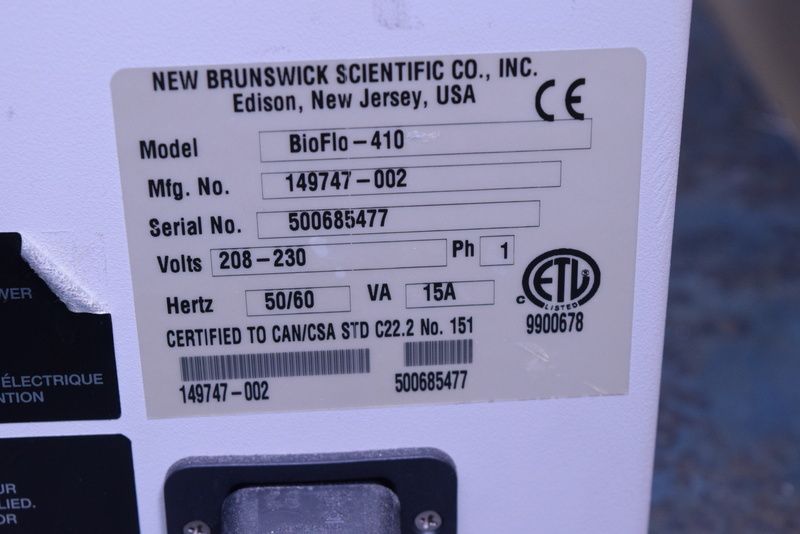 NEW BRUNSWICK SCIENTIFIC CO., INC.
Edison, New Jersey, USA
CE
Model BioFlo-410
Mfg. No. 149747-002
Serial No. 500685477
Volts 208-230 Ph 1
Hertz 50/60 VA 15A
C ETL®
LISTED
9900678
CERTIFIED TO CAN/CSA STD C22.2 No. 151
149747-002 500685477
ÉLECTRIQUE